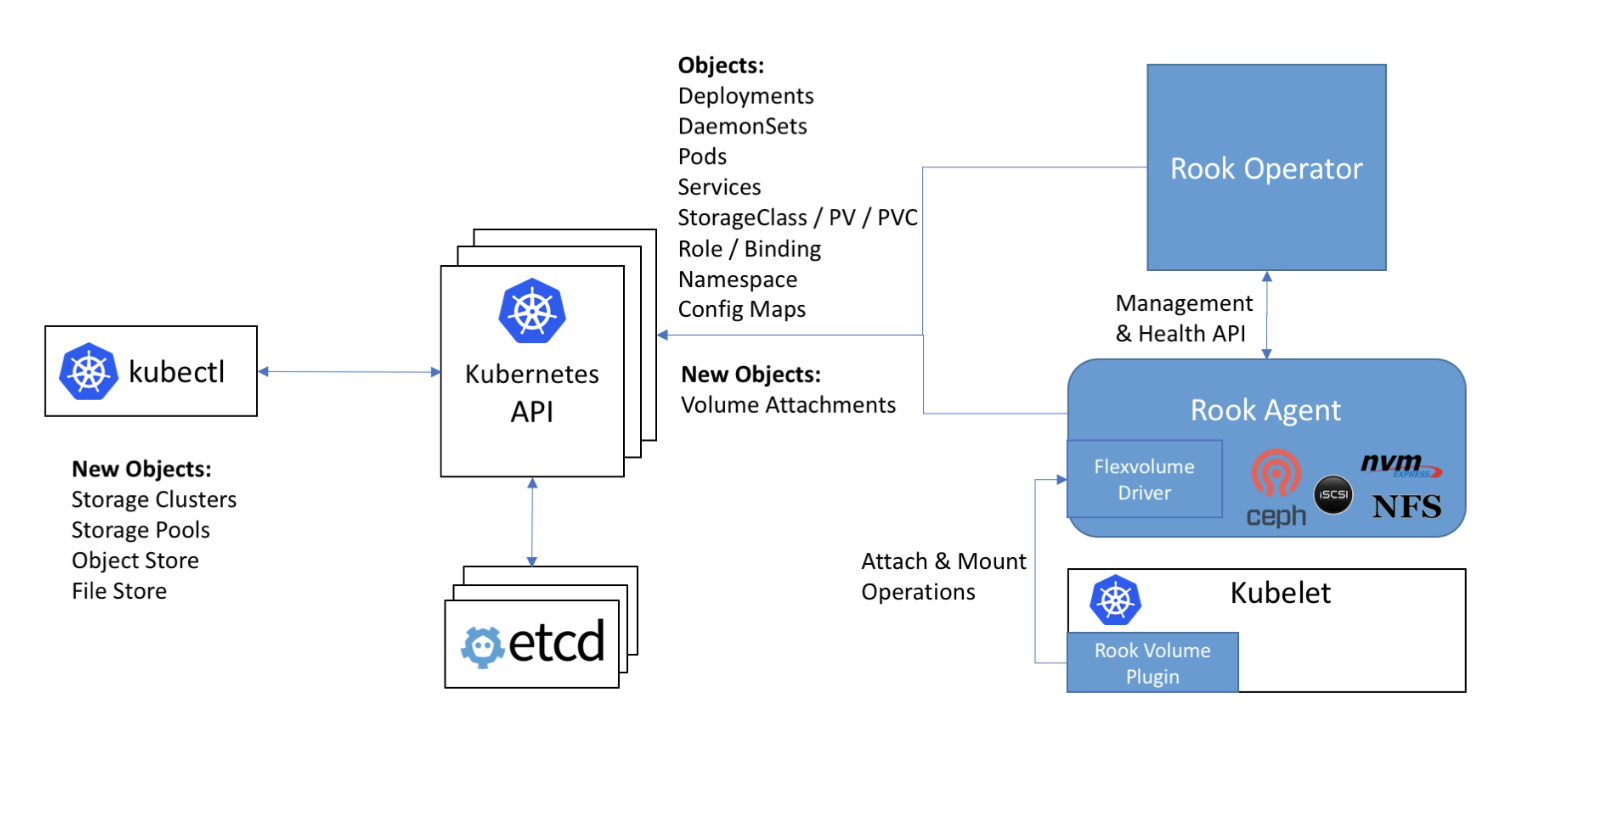 Objects:
Deployments
DaemonSets
Pods
Services
StorageClass / PV / PVC
Role / Binding
Namespace
Config Maps
Rook Operator
Management
& Health API
kubectl
Kubernetes
API
New Objects:
Volume Attachments
Rook Agent
Flexvolume
Driver
ceph
iSCSI
nvm
EXPRESS
NFS
New Objects:
Storage Clusters
Storage Pools
Object Store
File Store
etcd
Attach & Mount
Operations
Kubelet
Rook Volume
Plugin